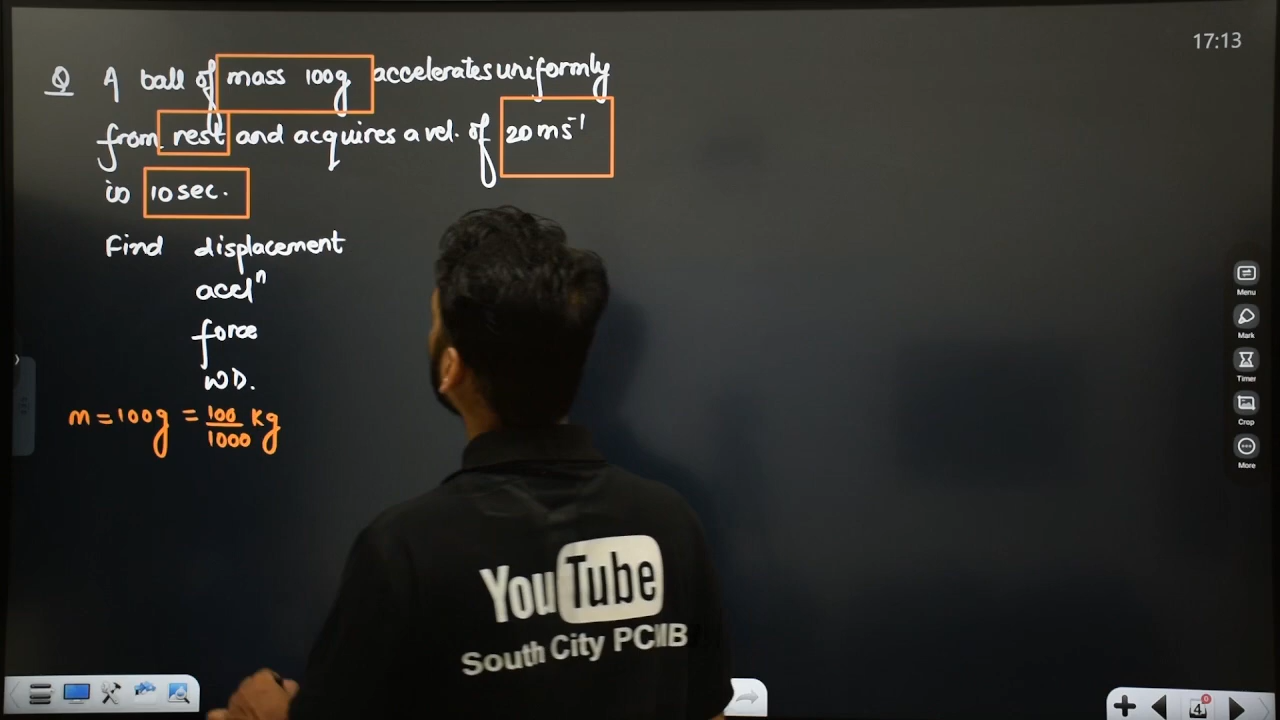 17:13
Q A ball of mass 100g accelerates uniformly
from rest and acquires a vel. of 20 ms⁻¹
in 10 sec.
Find displacement
acclⁿ
force
WD.
m = 100g = 100/1000 kg
Menu
Mark
Timer
Crop
More
YouTube
South City PCMB
4
0